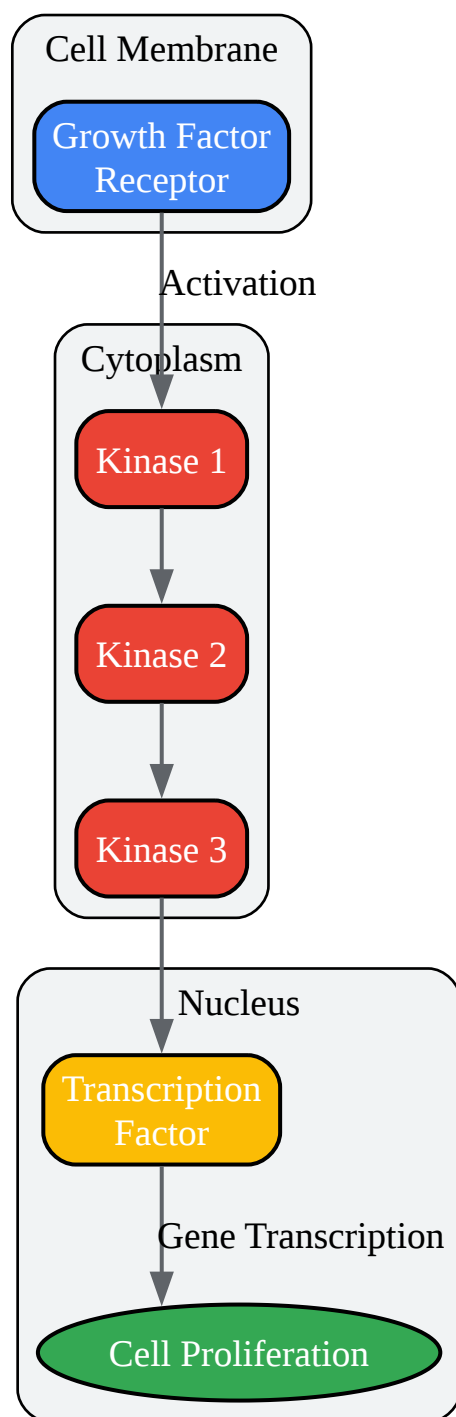 Cell Membrane
Growth Factor
Receptor
Activation
Cytoplasm
Kinase 1
Kinase 2
Kinase 3
Nucleus
Transcription
Factor
Gene Transcription
Cell Proliferation